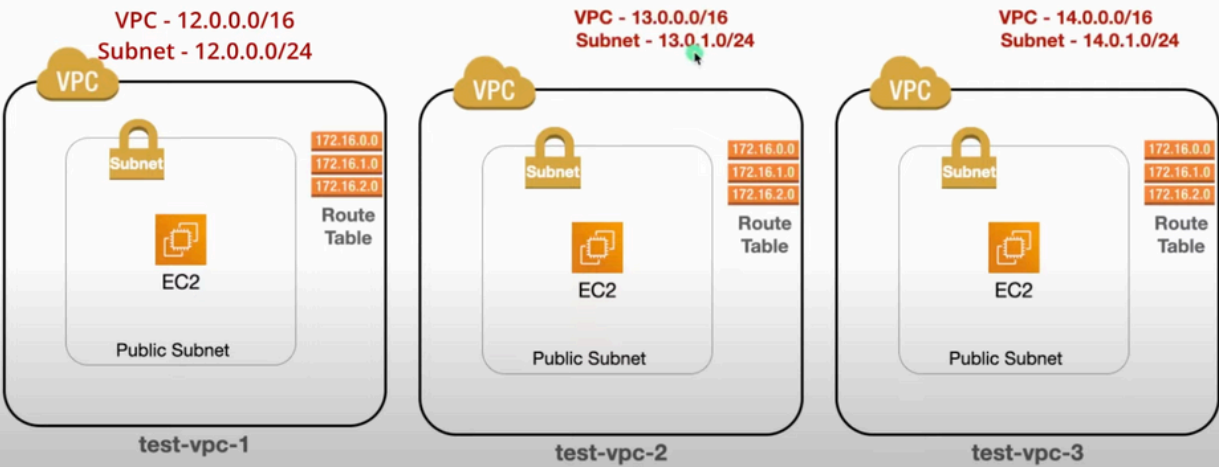 VPC - 12.0.0.0/16
Subnet - 12.0.0.0/24
VPC
Subnet
172.16.0.0
172.16.1.0
172.16.2.0
Route
Table
EC2
Public Subnet
test-vpc-1
VPC - 13.0.0.0/16
Subnet - 13.0.1.0/24
VPC
Subnet
172.16.0.0
172.16.1.0
172.16.2.0
Route
Table
EC2
Public Subnet
test-vpc-2
VPC - 14.0.0.0/16
Subnet - 14.0.1.0/24
VPC
Subnet
172.16.0.0
172.16.1.0
172.16.2.0
Route
Table
EC2
Public Subnet
test-vpc-3